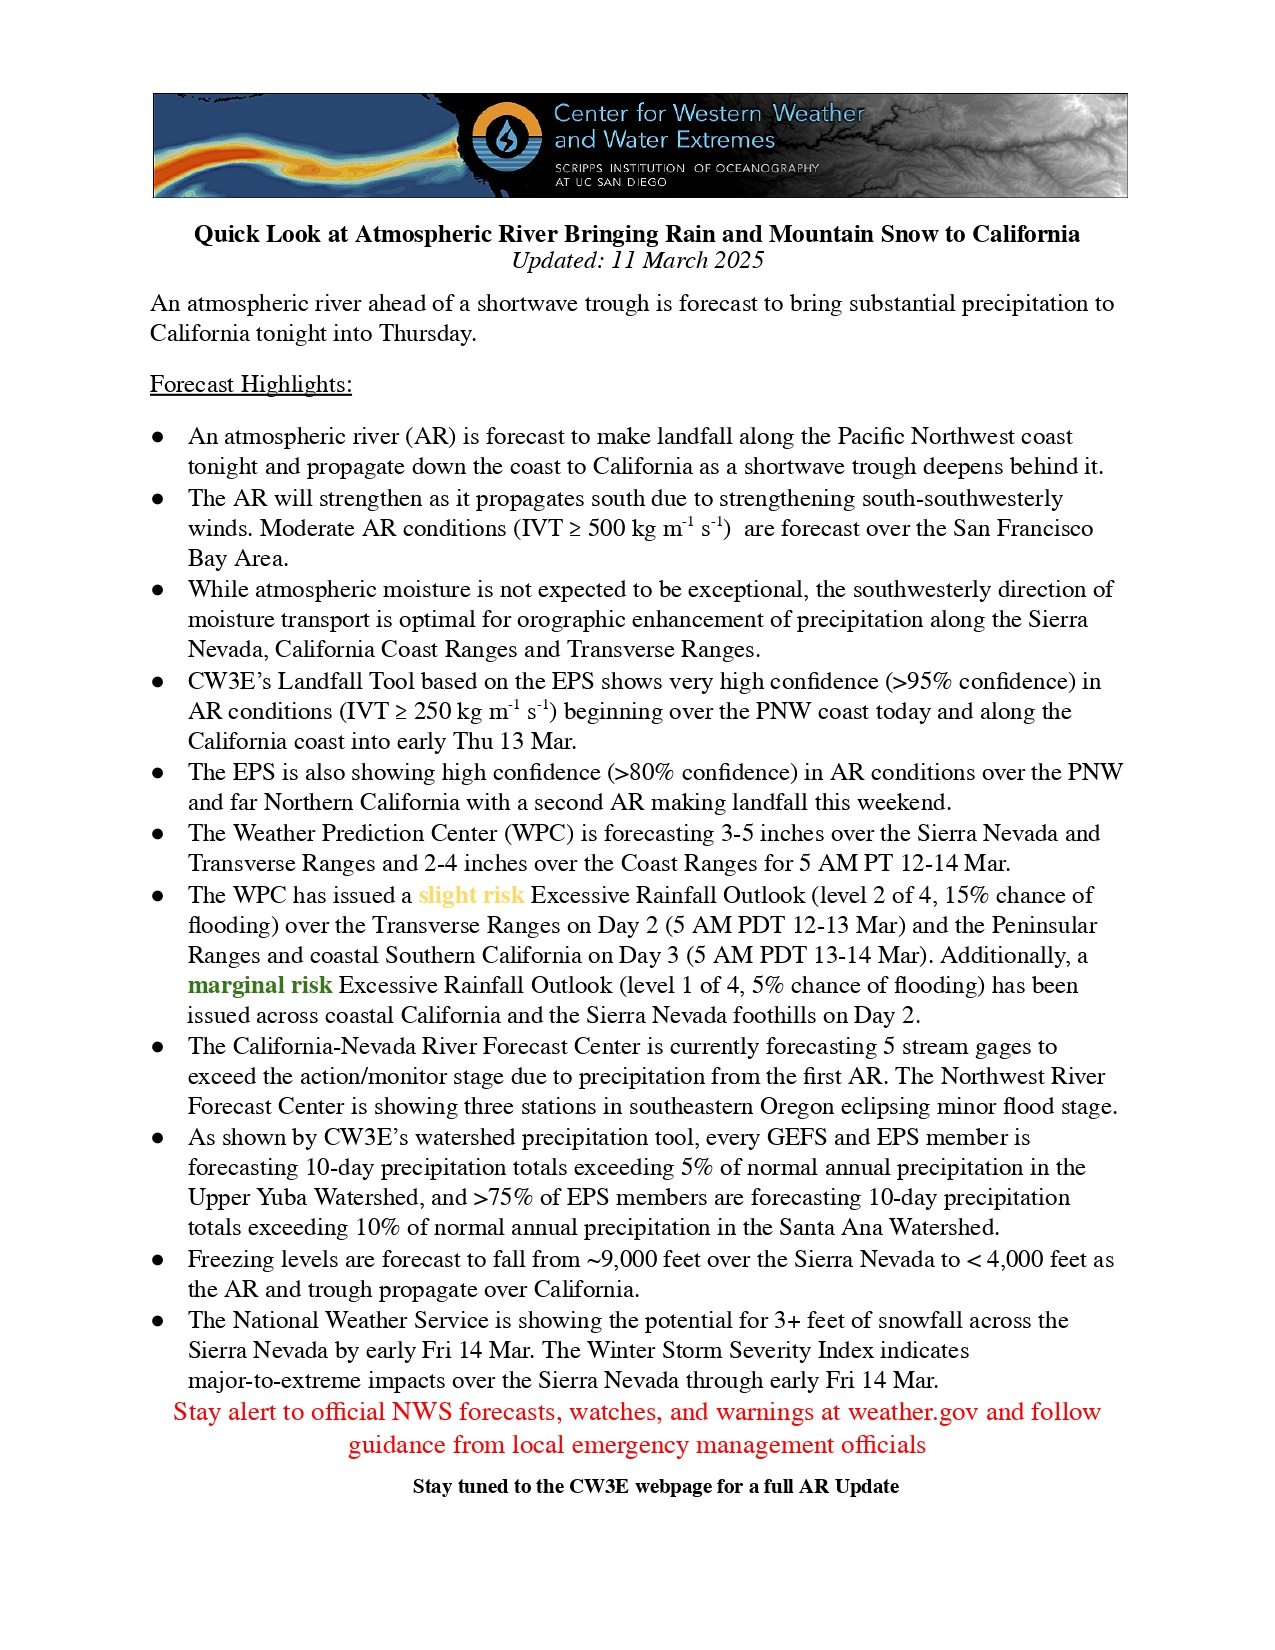 Center for Western Weather
and Water Extremes
SCRIPPS INSTITUTION OF OCEANOGRAPHY
AT UC SAN DIEGO
Quick Look at Atmospheric River Bringing Rain and Mountain Snow to California
Updated: 11 March 2025
An atmospheric river ahead of a shortwave trough is forecast to bring substantial precipitation to
California tonight into Thursday.
Forecast Highlights:
● An atmospheric river (AR) is forecast to make landfall along the Pacific Northwest coast
tonight and propagate down the coast to California as a shortwave trough deepens behind it.
● The AR will strengthen as it propagates south due to strengthening south-southwesterly
winds. Moderate AR conditions (IVT ≥ 500 kg m⁻¹ s⁻¹)  are forecast over the San Francisco
Bay Area.
● While atmospheric moisture is not expected to be exceptional, the southwesterly direction of
moisture transport is optimal for orographic enhancement of precipitation along the Sierra
Nevada, California Coast Ranges and Transverse Ranges.
● CW3E’s Landfall Tool based on the EPS shows very high confidence (>95% confidence) in
AR conditions (IVT ≥ 250 kg m⁻¹ s⁻¹) beginning over the PNW coast today and along the
California coast into early Thu 13 Mar.
● The EPS is also showing high confidence (>80% confidence) in AR conditions over the PNW
and far Northern California with a second AR making landfall this weekend.
● The Weather Prediction Center (WPC) is forecasting 3-5 inches over the Sierra Nevada and
Transverse Ranges and 2-4 inches over the Coast Ranges for 5 AM PT 12-14 Mar.
● The WPC has issued a slight risk Excessive Rainfall Outlook (level 2 of 4, 15% chance of
flooding) over the Transverse Ranges on Day 2 (5 AM PDT 12-13 Mar) and the Peninsular
Ranges and coastal Southern California on Day 3 (5 AM PDT 13-14 Mar). Additionally, a
marginal risk Excessive Rainfall Outlook (level 1 of 4, 5% chance of flooding) has been
issued across coastal California and the Sierra Nevada foothills on Day 2.
● The California-Nevada River Forecast Center is currently forecasting 5 stream gages to
exceed the action/monitor stage due to precipitation from the first AR. The Northwest River
Forecast Center is showing three stations in southeastern Oregon eclipsing minor flood stage.
● As shown by CW3E’s watershed precipitation tool, every GEFS and EPS member is
forecasting 10-day precipitation totals exceeding 5% of normal annual precipitation in the
Upper Yuba Watershed, and >75% of EPS members are forecasting 10-day precipitation
totals exceeding 10% of normal annual precipitation in the Santa Ana Watershed.
● Freezing levels are forecast to fall from ~9,000 feet over the Sierra Nevada to < 4,000 feet as
the AR and trough propagate over California.
● The National Weather Service is showing the potential for 3+ feet of snowfall across the
Sierra Nevada by early Fri 14 Mar. The Winter Storm Severity Index indicates
major-to-extreme impacts over the Sierra Nevada through early Fri 14 Mar.
Stay alert to official NWS forecasts, watches, and warnings at weather.gov and follow
guidance from local emergency management officials
Stay tuned to the CW3E webpage for a full AR Update